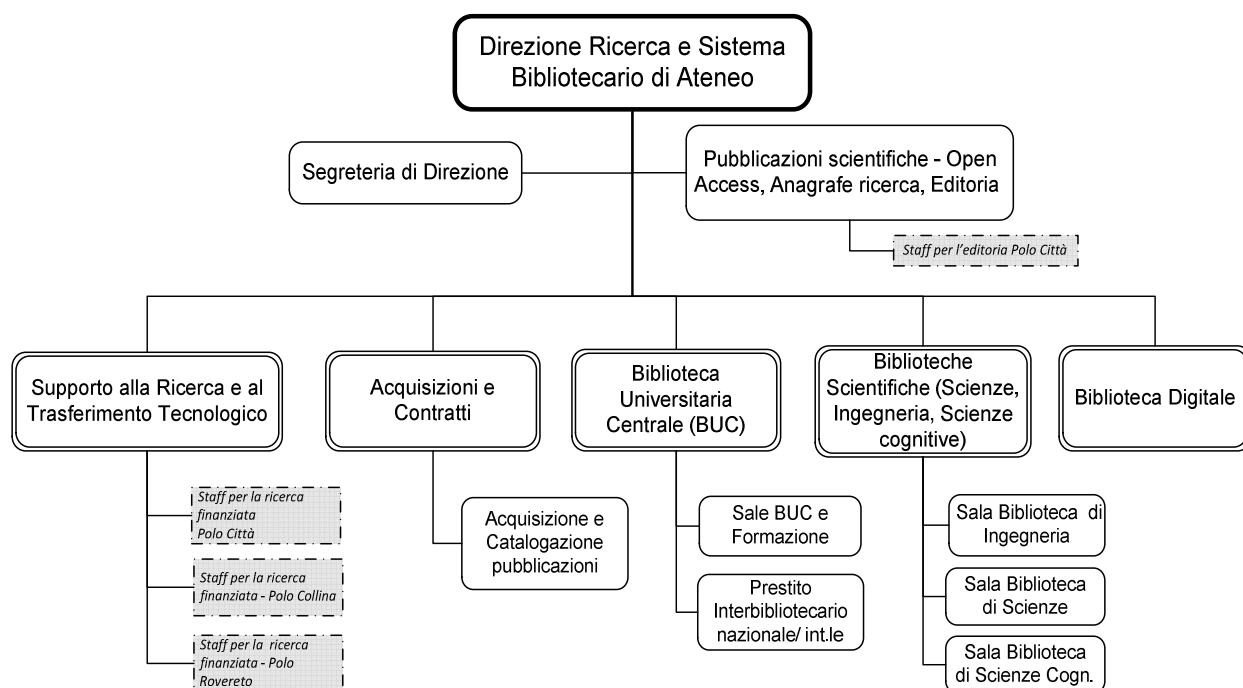 Direzione Ricerca e Sistema
Bibliotecario di Ateneo
Segreteria di Direzione
Pubblicazioni scientifiche - Open
Access, Anagrafe ricerca, Editoria
Staff per l'editoria Polo Città
Supporto alla Ricerca e al
Trasferimento Tecnologico
Acquisizioni e
Contratti
Biblioteca
Universitaria
Centrale (BUC)
Biblioteche
Scientifiche (Scienze,
Ingegneria, Scienze
cognitive)
Biblioteca Digitale
Staff per la ricerca
finanziata
Polo Città
Staff per la ricerca
finanziata - Polo Collina
Staff per la ricerca
finanziata - Polo
Rovereto
Acquisizione e
Catalogazione
pubblicazioni
Sale BUC e
Formazione
Prestito
Interbibliotecario
nazionale/ int.le
Sala Biblioteca di
Ingegneria
Sala Biblioteca
di Scienze
Sala Biblioteca
di Scienze Cogn.